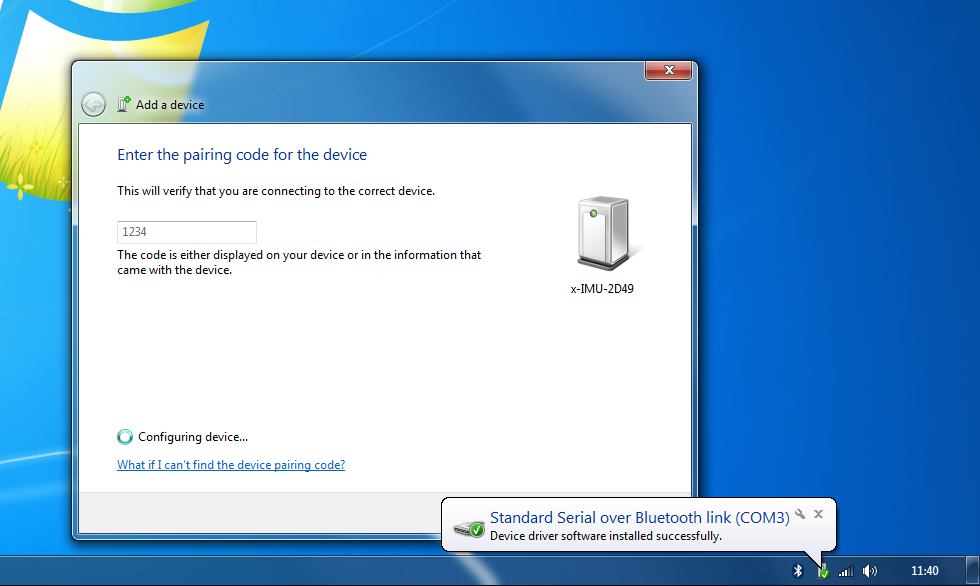 Add a device
Enter the pairing code for the device
This will verify that you are connecting to the correct device.
1234
The code is either displayed on your device or in the information that
came with the device.
x-IMU-2D49
Configuring device...
What if I can't find the device pairing code?
Standard Serial over Bluetooth link (COM3)
Device driver software installed successfully.
11:40